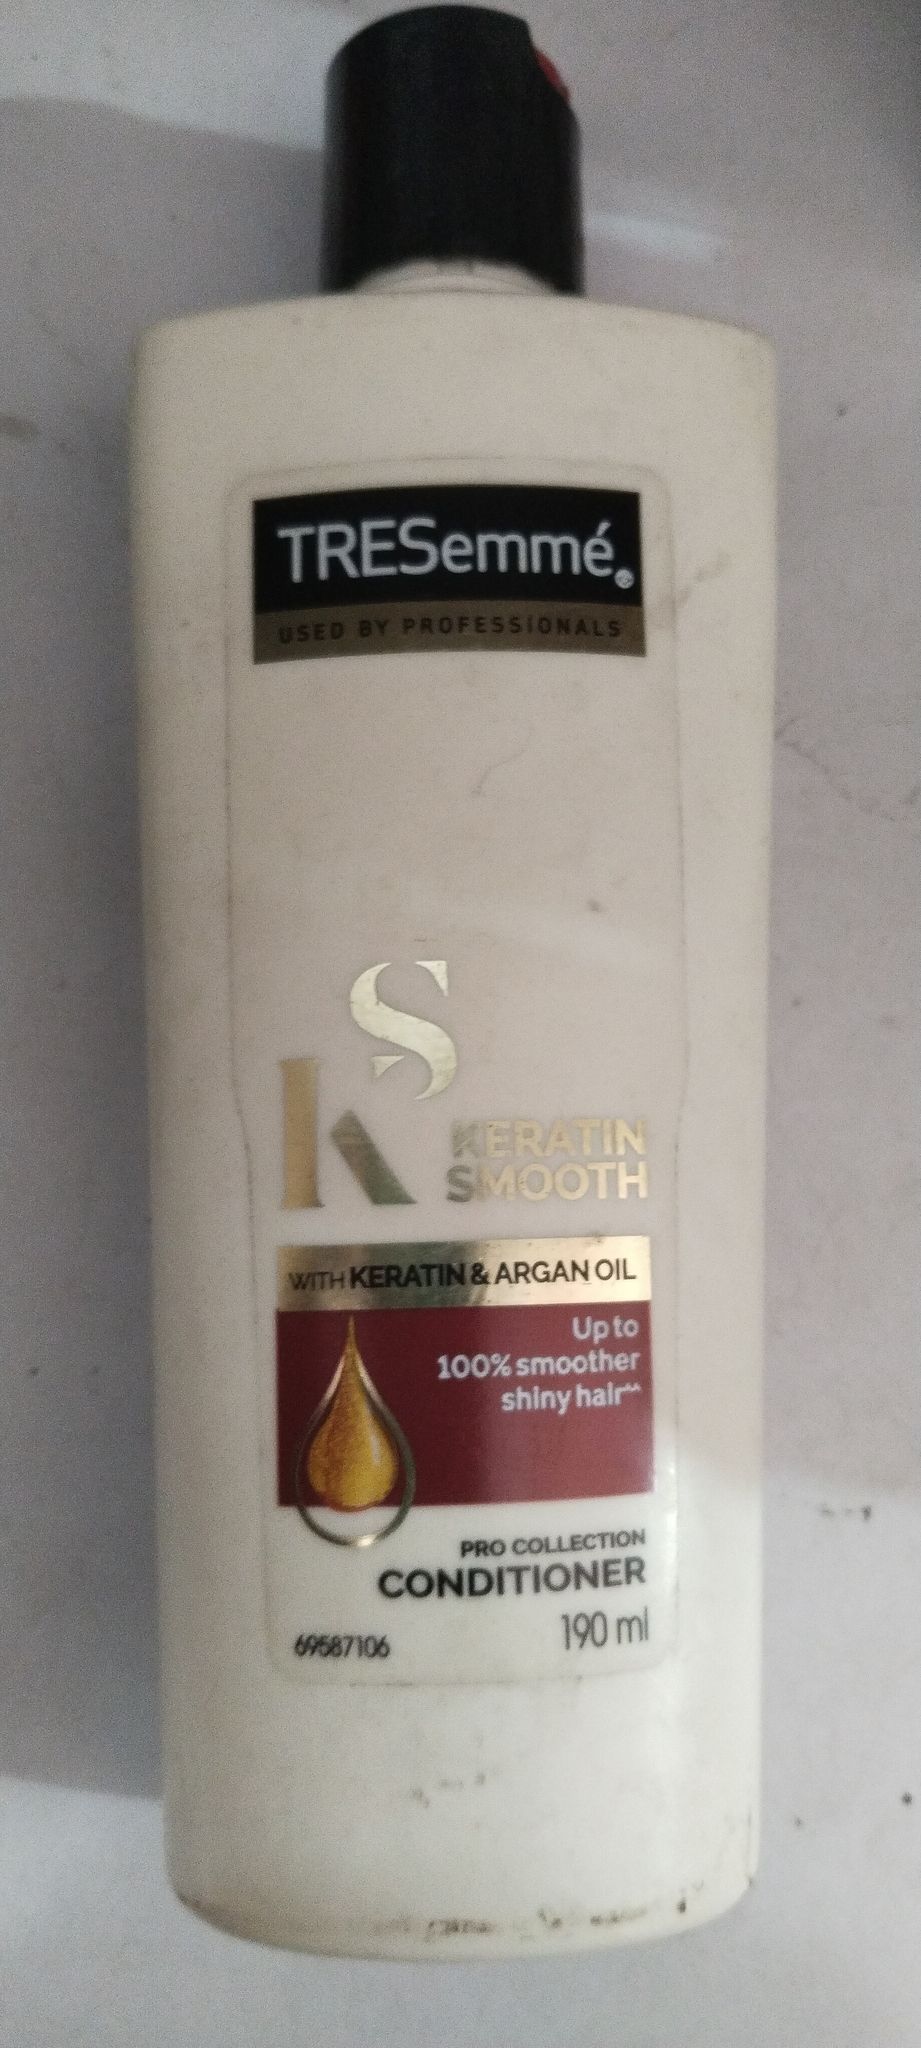 TRESemmé
USED BY PROFESSIONALS
KS
KERATIN
SMOOTH
WITH KERATIN & ARGAN OIL
Up to
100% smoother
shiny hair^^
PRO COLLECTION
CONDITIONER
69587106 190 ml